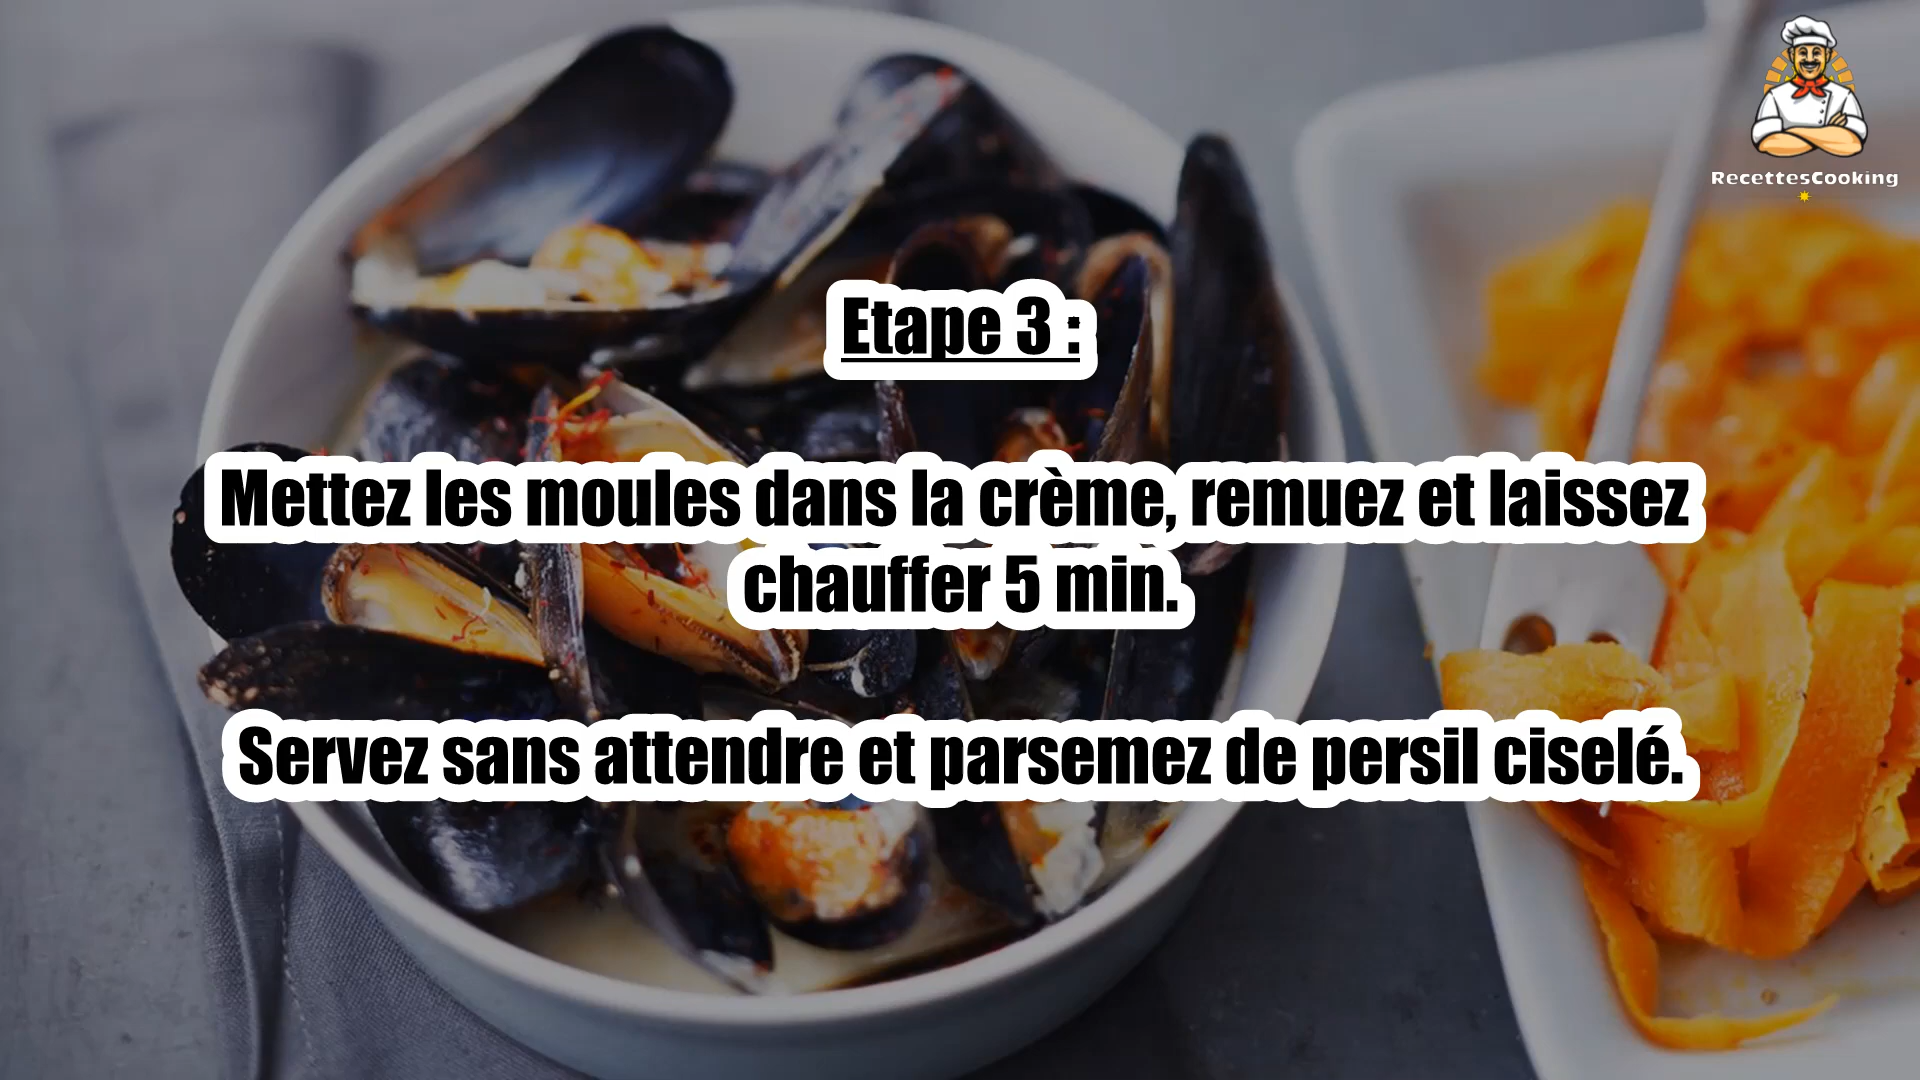 RecettesCooking
Etape 3 :
Mettez les moules dans la crème, remuez et laissez
chauffer 5 min.
Servez sans attendre et parsemez de persil ciselé.